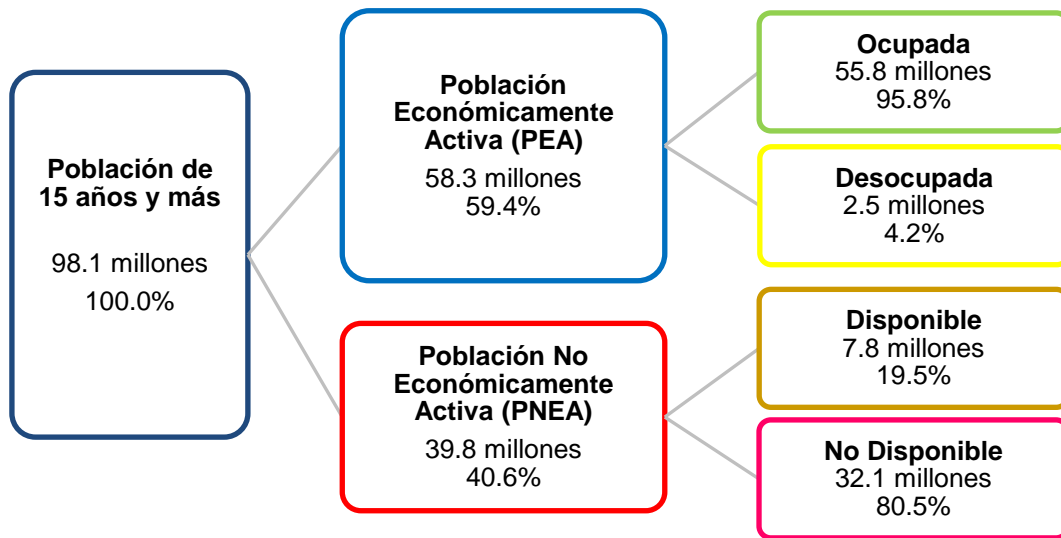 Población de
15 años y más
98.1 millones
100.0%
Población
Económicamente
Activa (PEA)
58.3 millones
59.4%
Ocupada
55.8 millones
95.8%
Desocupada
2.5 millones
4.2%
Población No
Económicamente
Activa (PNEA)
39.8 millones
40.6%
Disponible
7.8 millones
19.5%
No Disponible
32.1 millones
80.5%